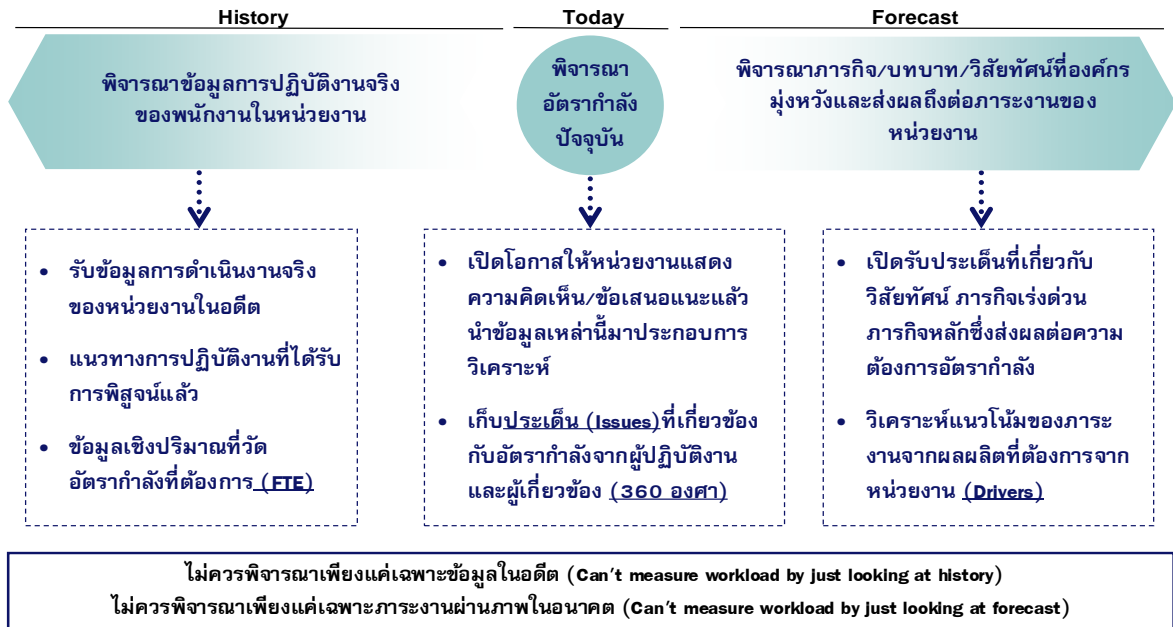 History
Today
Forecast
พิจารณาข้อมูลการปฏิบัติงานจริง
ของพนักงานในหน่วยงาน
พิจารณา
อัตรากำลัง
ปัจจุบัน
พิจารณาภารกิจ/บทบาท/วิสัยทัศน์ที่องค์กร
มุ่งหวังและส่งผลถึงต่อภาระงานของ
หน่วยงาน
• รับข้อมูลการดำเนินงานจริง
ของหน่วยงานในอดีต
• แนวทางการปฏิบัติงานที่ได้รับ
การพิสูจน์แล้ว
• ข้อมูลเชิงปริมาณที่วัด
อัตรากำลังที่ต้องการ (FTE)
• เปิดโอกาสให้หน่วยงานแสดง
ความคิดเห็น/ข้อเสนอแนะแล้ว
นำข้อมูลเหล่านี้มาประกอบการ
วิเคราะห์
• เก็บประเด็น (Issues)ที่เกี่ยวข้อง
กับอัตรากำลังจากผู้ปฏิบัติงาน
และผู้เกี่ยวข้อง (360 องศา)
• เปิดรับประเด็นที่เกี่ยวกับ
วิสัยทัศน์ ภารกิจเร่งด่วน
ภารกิจหลักซึ่งส่งผลต่อความ
ต้องการอัตรากำลัง
• วิเคราะห์แนวโน้มของภาระ
งานจากผลผลิตที่ต้องการจาก
หน่วยงาน (Drivers)
ไม่ควรพิจารณาเพียงแค่เฉพาะข้อมูลในอดีต (Can't measure workload by just looking at history)
ไม่ควรพิจารณาเพียงแค่เฉพาะภาระงานผ่านภาพในอนาคต (Can't measure workload by just looking at forecast)